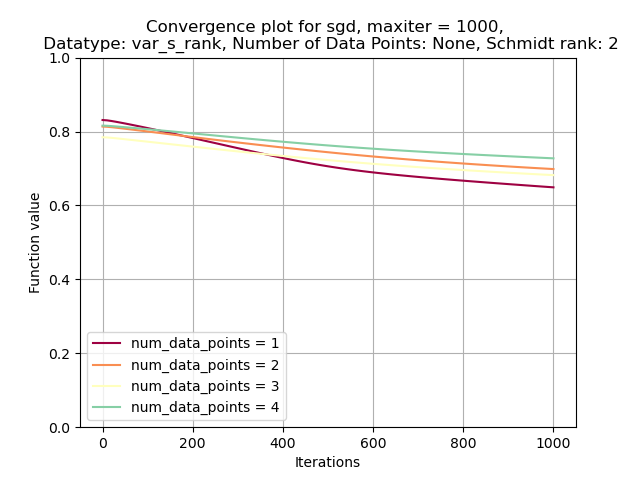 Convergence plot for sgd, maxiter = 1000,
Datatype: var_s_rank, Number of Data Points: None, Schmidt rank: 2
1.0
0.8
0.6
0.4
0.2
0.0
Function value
num_data_points = 1
num_data_points = 2
num_data_points = 3
num_data_points = 4
0 200 400 600 800 1000
Iterations